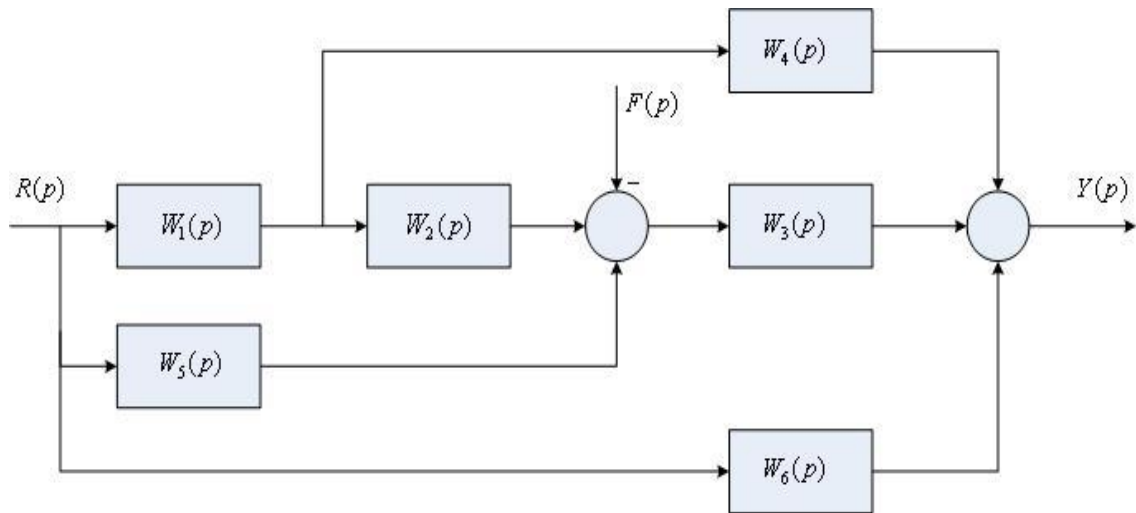 W₄(p)
F(p)
−
R(p)
W₁(p)
W₂(p)
W₃(p)
Y(p)
W₅(p)
W₆(p)